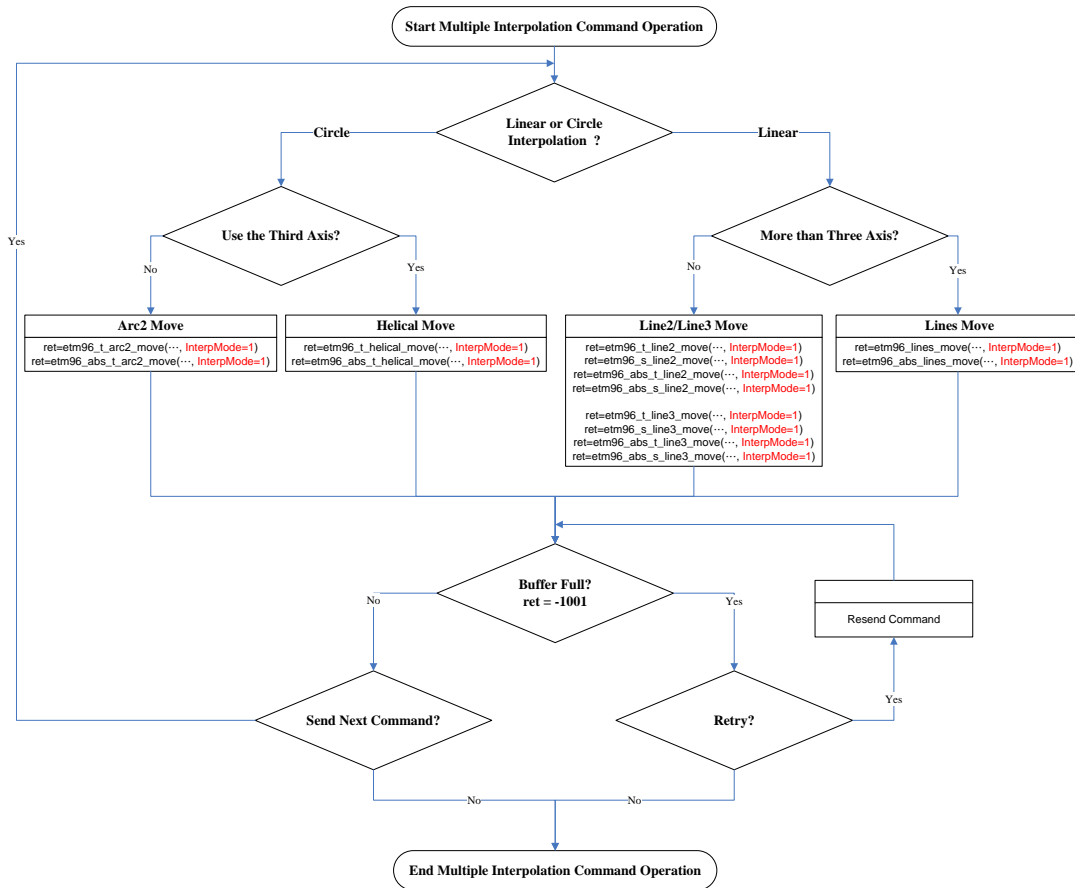 Start Multiple Interpolation Command Operation
Linear or Circle
Interpolation ?
Circle
Linear
Use the Third Axis?
More than Three Axis?
Yes
No
Yes
No
Yes
Arc2 Move
ret=etm96_t_arc2_move(···, InterpMode=1)
ret=etm96_abs_t_arc2_move(···, InterpMode=1)
Helical Move
ret=etm96_t_helical_move(···, InterpMode=1)
ret=etm96_abs_t_helical_move(···, InterpMode=1)
Line2/Line3 Move
ret=etm96_t_line2_move(···, InterpMode=1)
ret=etm96_s_line2_move(···, InterpMode=1)
ret=etm96_abs_t_line2_move(···, InterpMode=1)
ret=etm96_abs_s_line2_move(···, InterpMode=1)
ret=etm96_t_line3_move(···, InterpMode=1)
ret=etm96_s_line3_move(···, InterpMode=1)
ret=etm96_abs_t_line3_move(···, InterpMode=1)
ret=etm96_abs_s_line3_move(···, InterpMode=1)
Lines Move
ret=etm96_lines_move(···, InterpMode=1)
ret=etm96_abs_lines_move(···, InterpMode=1)
Buffer Full?
ret = -1001
No
Yes
Resend Command
Send Next Command?
Retry?
Yes
No
No
End Multiple Interpolation Command Operation